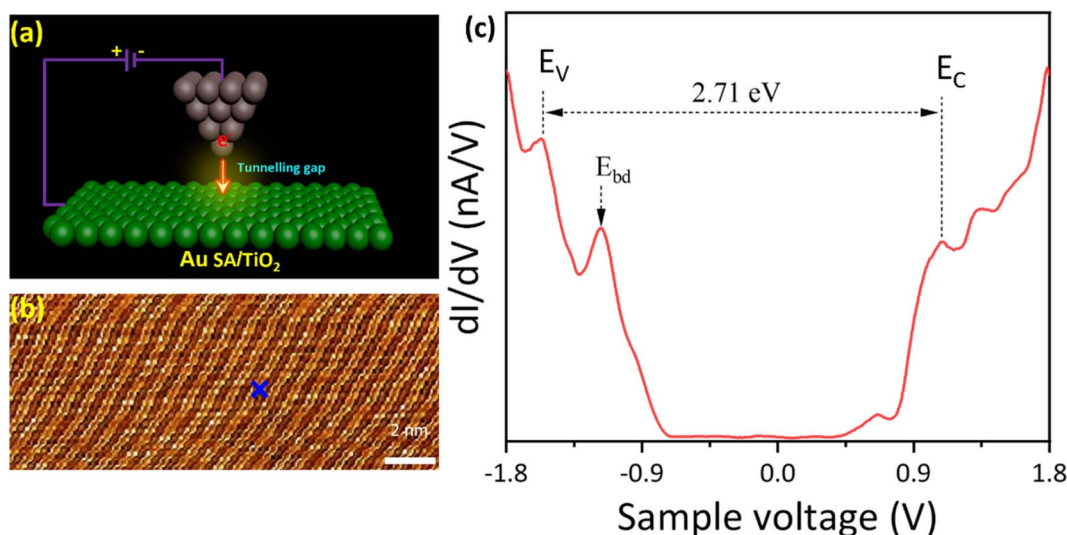 (a)
+ -
e
Tunnelling gap
Au SA/TiO2
(b)
2 nm
(c)
EV
EC
2.71 eV
Ebd
dI/dV (nA/V)
-1.8 -0.9 0.0 0.9 1.8
Sample voltage (V)